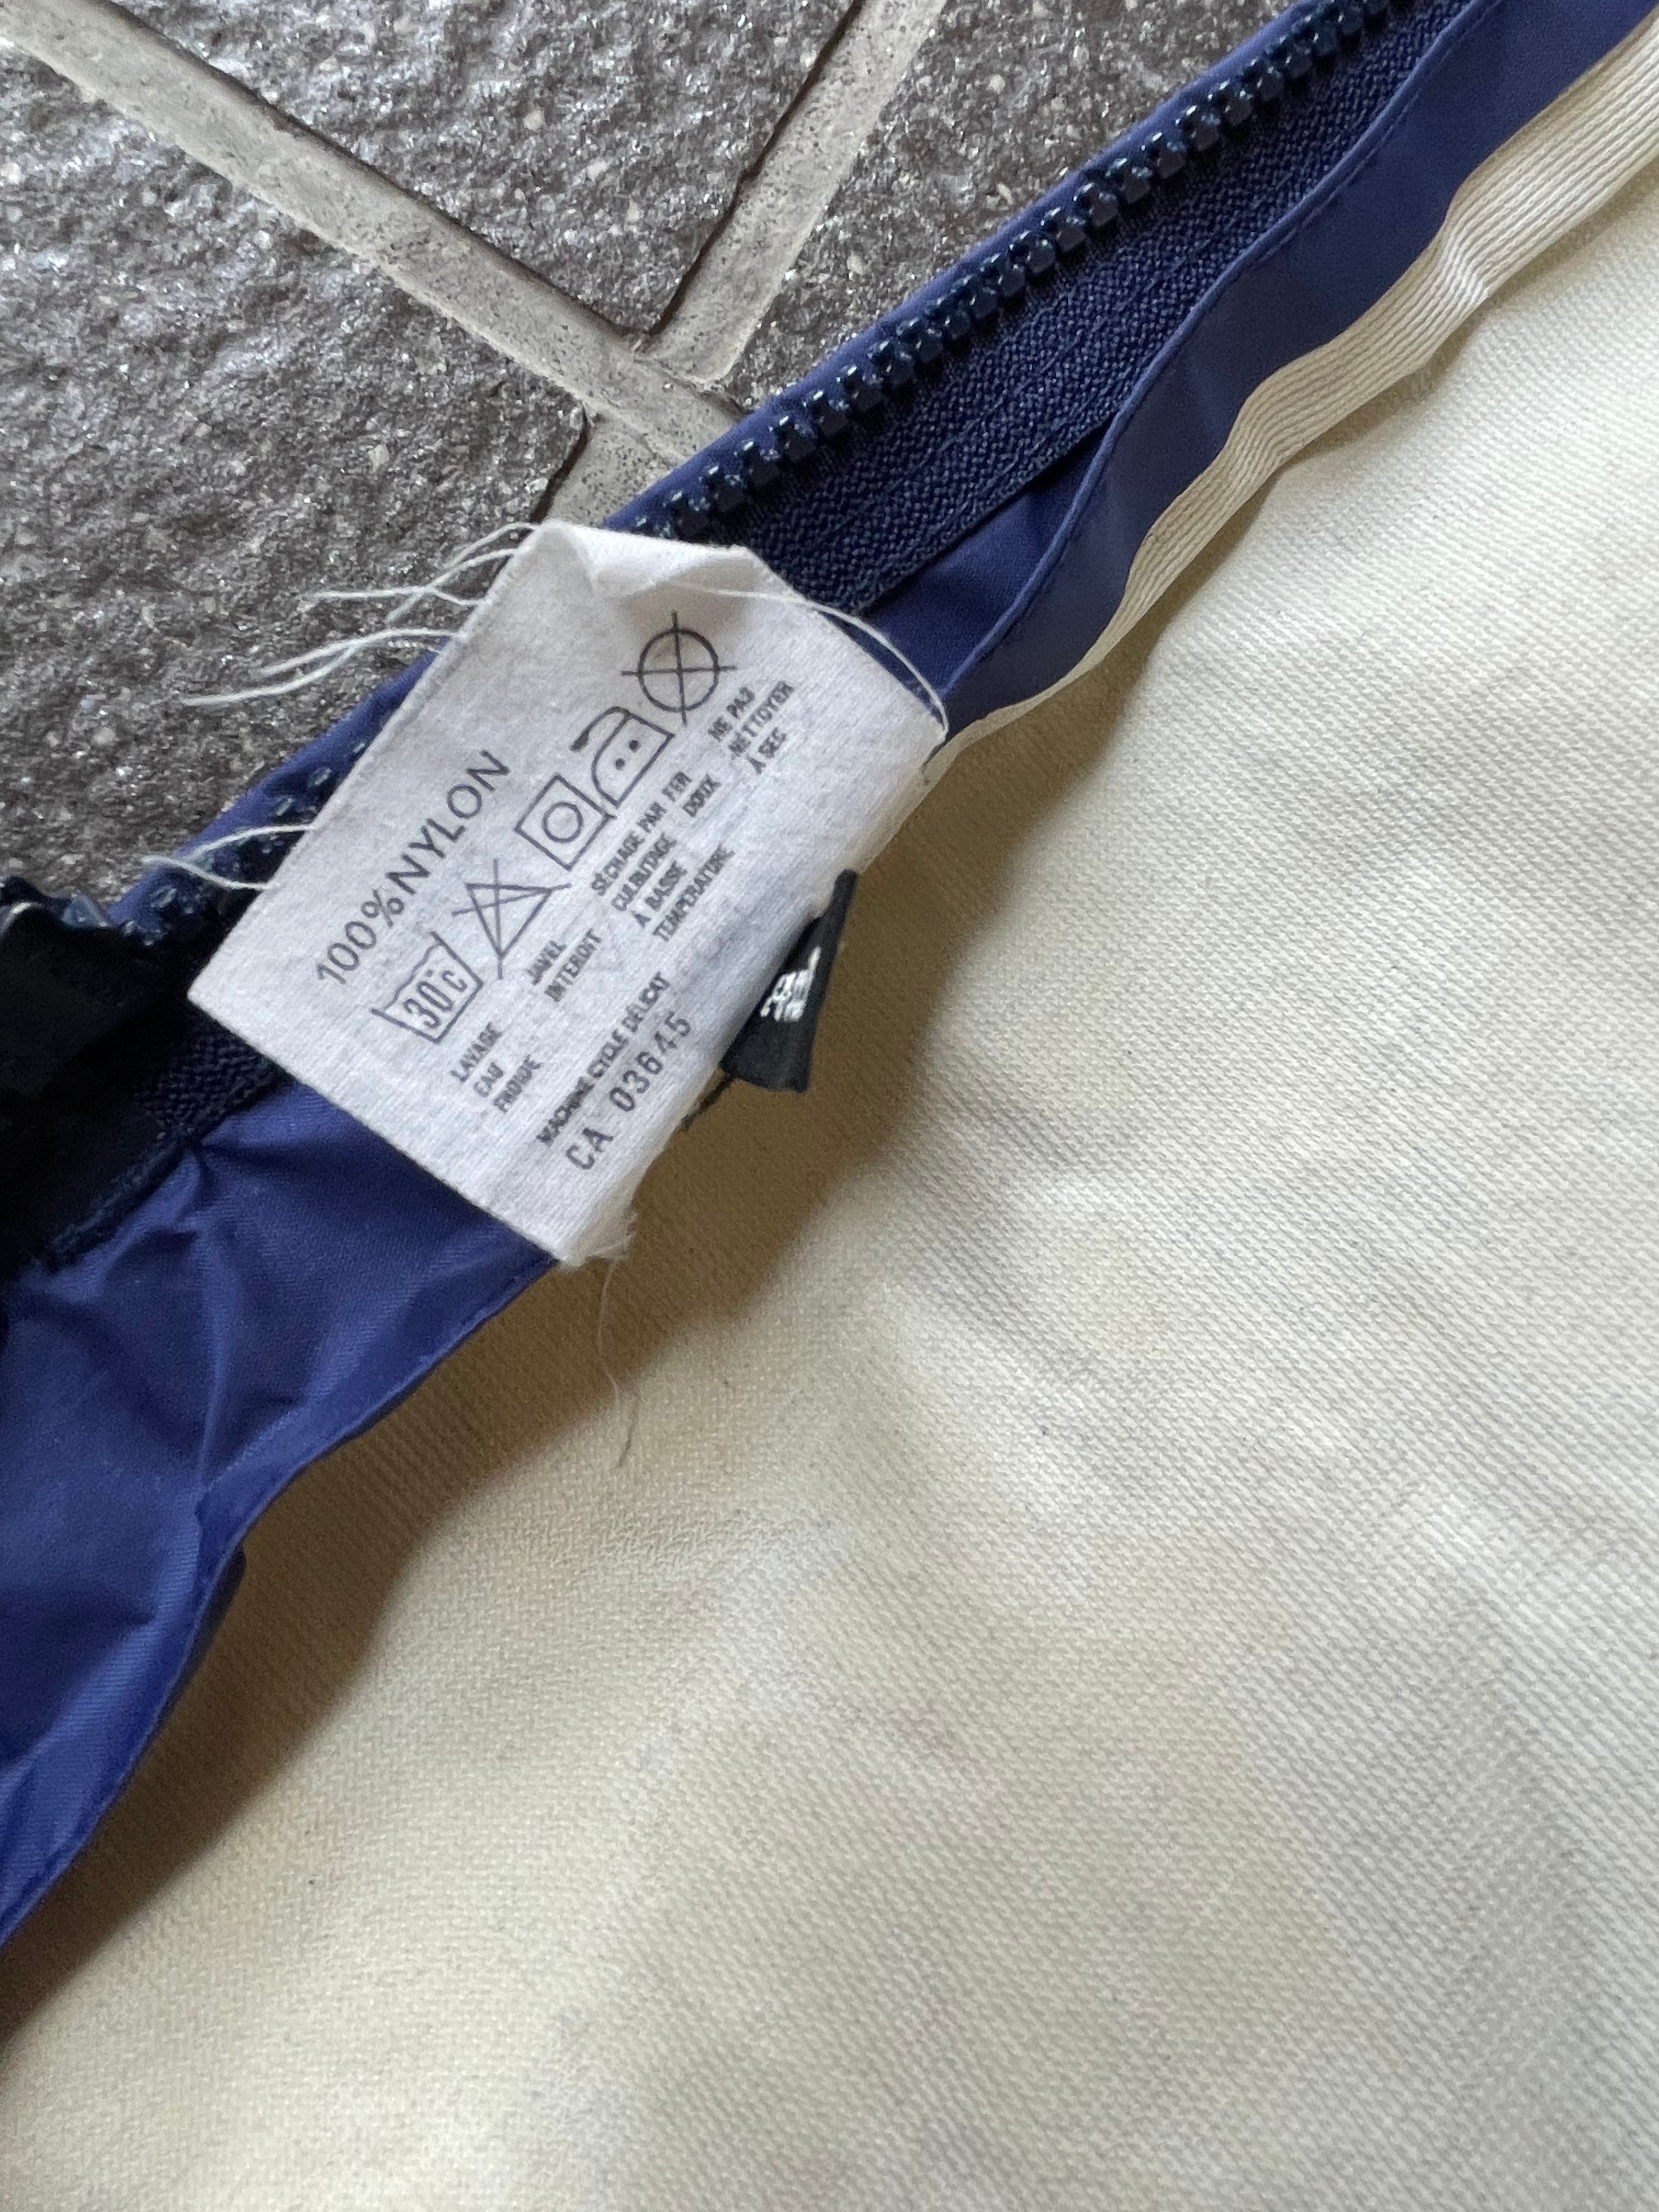 100% NYLON
30°C
LAVAGE
EAU
FROIDE
JAVEL
INTERDIT
SÉCHAGE PAR
CULBUTAGE
À BASSE
TEMPERATURE
FER
DOUX
NE PAS
NETTOYER
À SEC
MACHINE CYCLE DÉLICAT
CA 03645